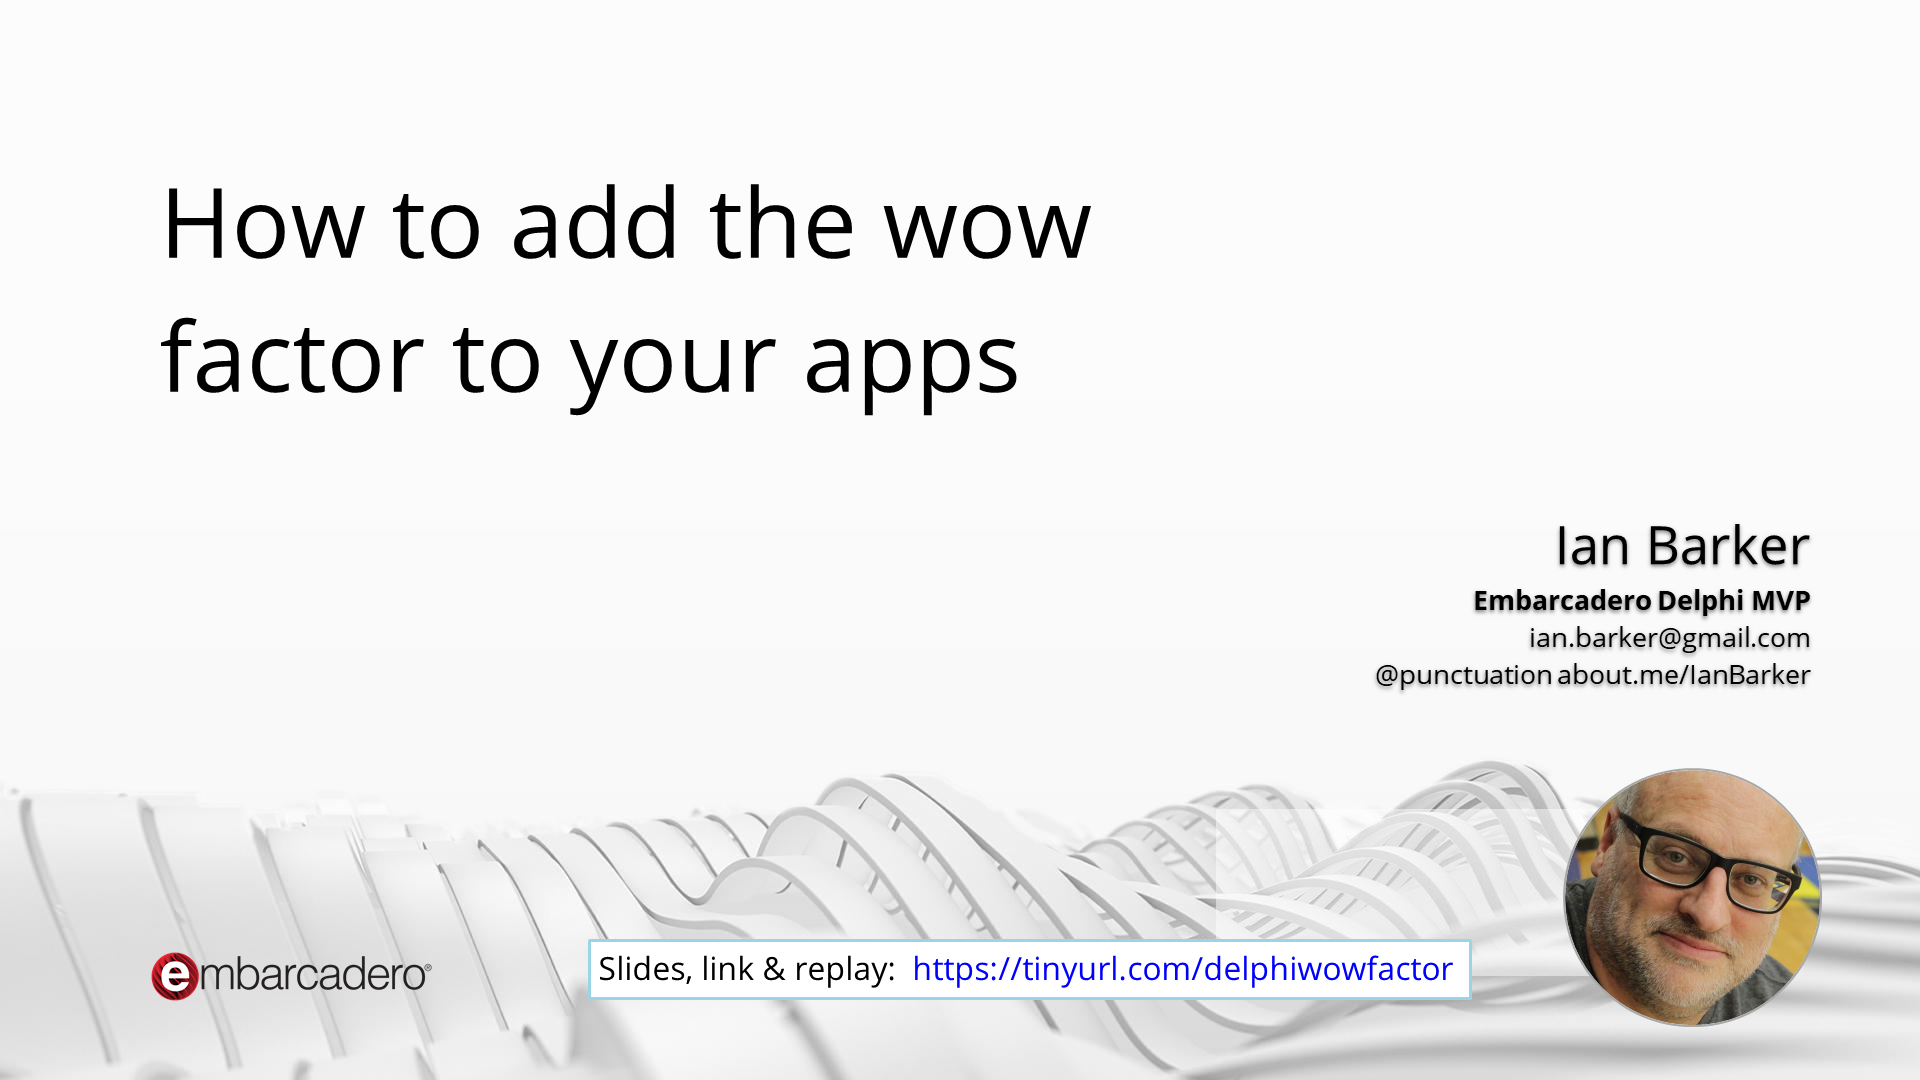 How to add the wow
factor to your apps
Ian Barker
Embarcadero Delphi MVP
ian.barker@gmail.com
@punctuation about.me/IanBarker
embarcadero®
Slides, link & replay: https://tinyurl.com/delphiwowfactor